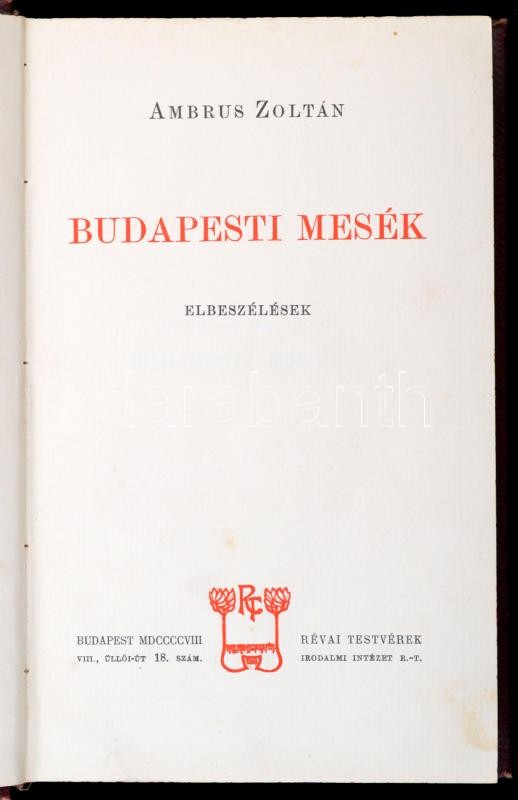 AMBRUS ZOLTÁN
BUDAPESTI MESÉK
ELBESZÉLÉSEK
darabanth
BUDAPEST MDCCCCVIII
VIII., ÜLLŐI-ÚT 18. SZÁM.
RÉVAI TESTVÉREK
IRODALMI INTÉZET R.-T.